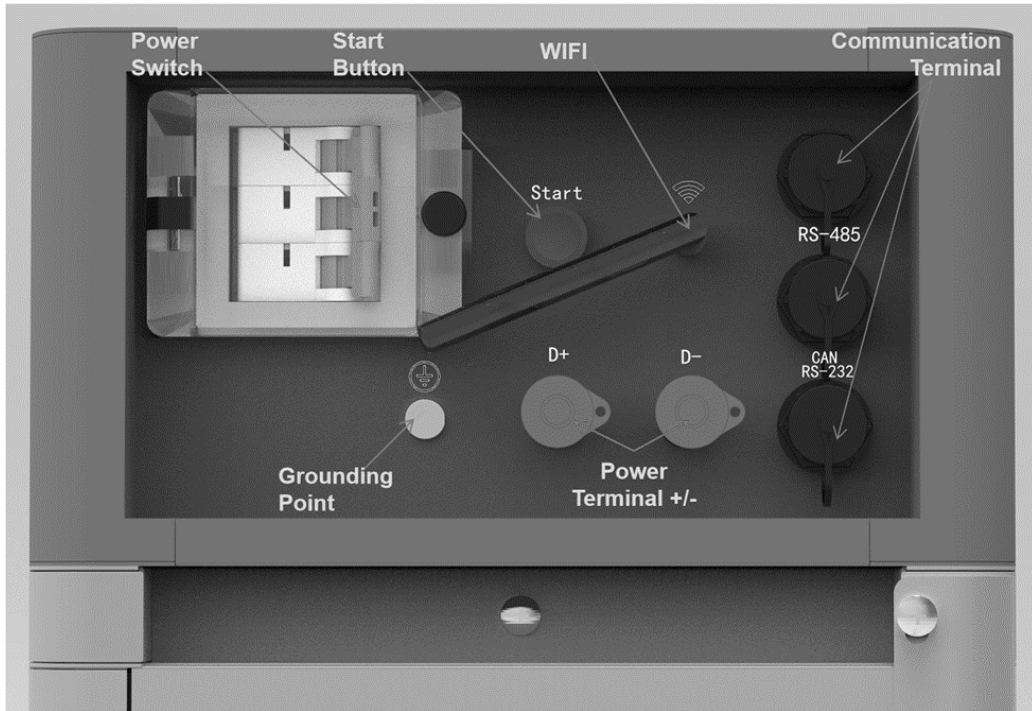 Power
Switch
Start
Button
WIFI
Communication
Terminal
Start
RS-485
CAN
RS-232
D+
D-
Grounding
Point
Power
Terminal +/-